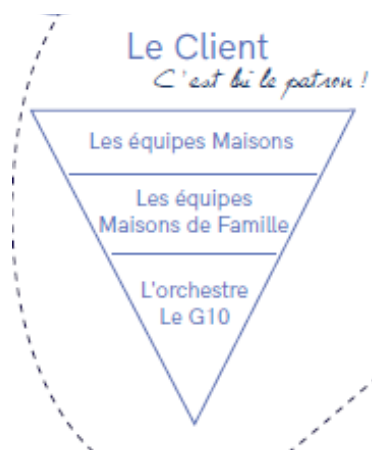 Le Client
C'est lui le patron !
Les équipes Maisons
Les équipes
Maisons de Famille
L'orchestre
Le G10